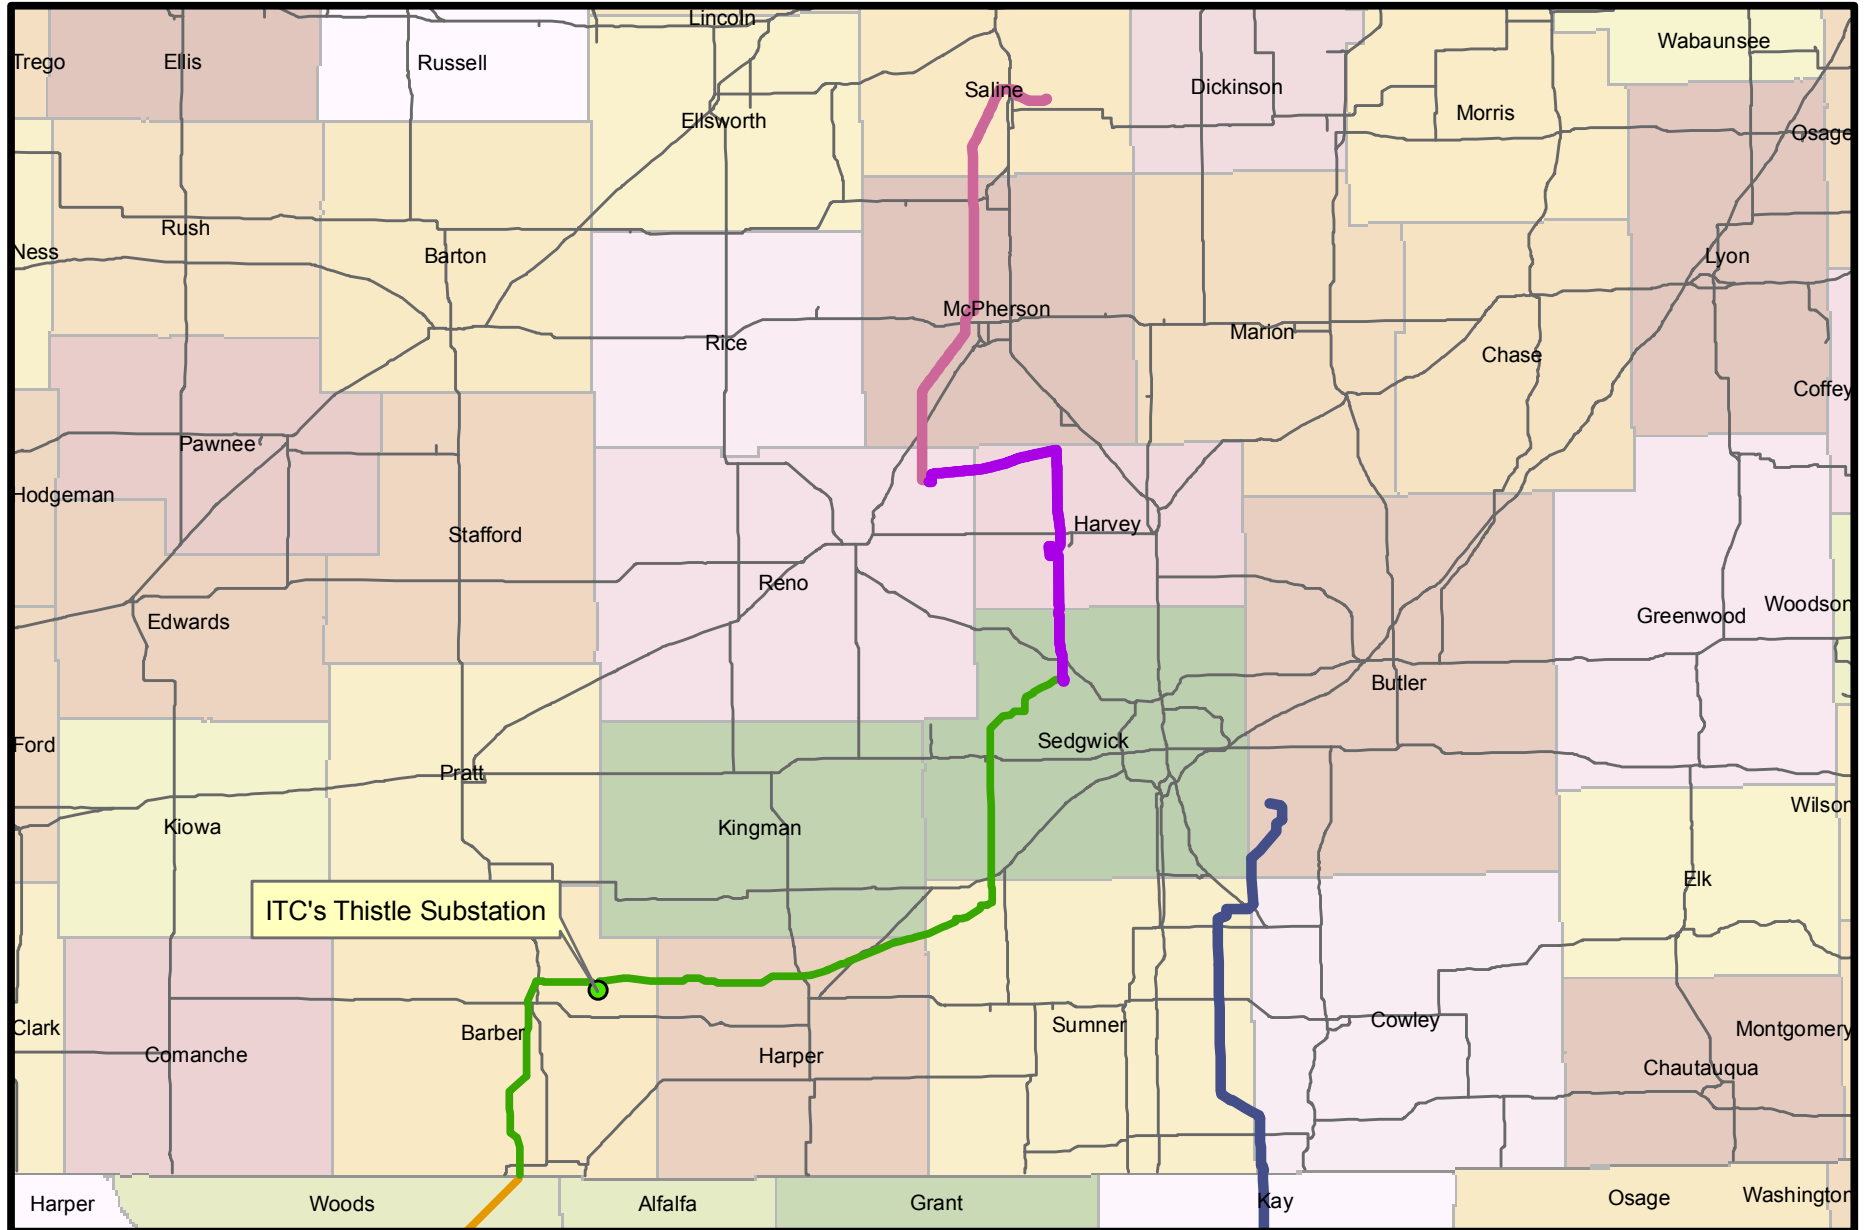 Lincoln
Wabaunsee
Trego
Ellis
Russell
Saline
Dickinson
Ellsworth
Morris
Osage
Rush
Ness
Barton
Lyon
McPherson
Rice
Marion
Chase
Coffey
Pawnee
Hodgeman
Stafford
Harvey
Reno
Edwards
Greenwood
Woodson
Butler
Ford
Sedgwick
Pratt
Kiowa
Kingman
Wilson
Elk
ITC's Thistle Substation
Clark
Barber
Sumner
Cowley
Montgomery
Comanche
Harper
Chautauqua
Harper
Woods
Alfalfa
Grant
Kay
Osage
Washington